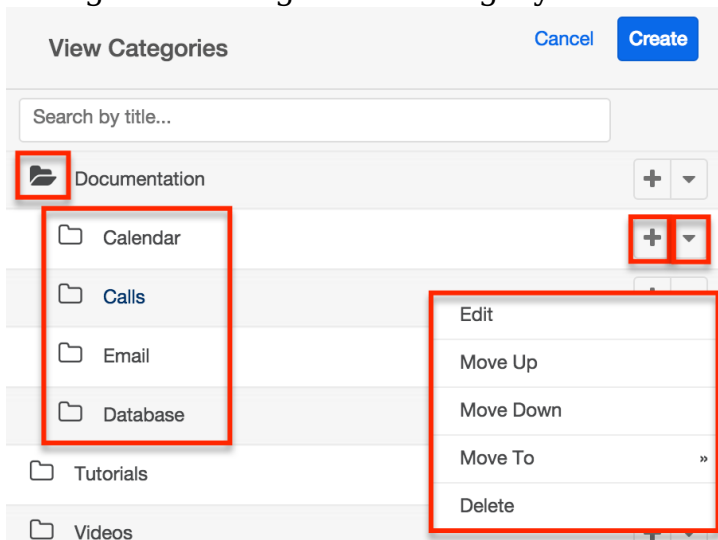 View Categories
Cancel
Create
Search by title...
Documentation
Calendar
Calls
Email
Database
Tutorials
Videos
Edit
Move Up
Move Down
Move To »
Delete